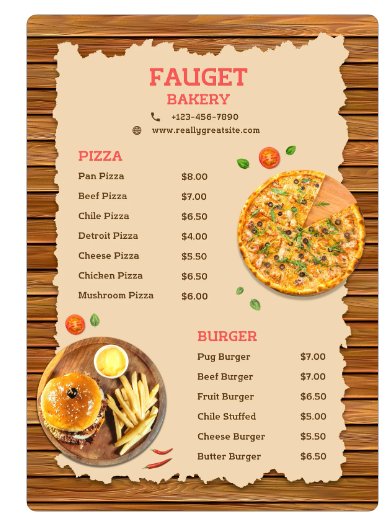 FAUGET
BAKERY
+123-456-7890
www.reallygreatsite.com
PIZZA
Pan Pizza $8.00
Beef Pizza $7.00
Chile Pizza $6.50
Detroit Pizza $4.00
Cheese Pizza $5.50
Chicken Pizza $6.50
Mushroom Pizza $6.00
BURGER
Pug Burger $7.00
Beef Burger $7.00
Fruit Burger $6.50
Chile Stuffed $5.00
Cheese Burger $5.50
Butter Burger $6.50